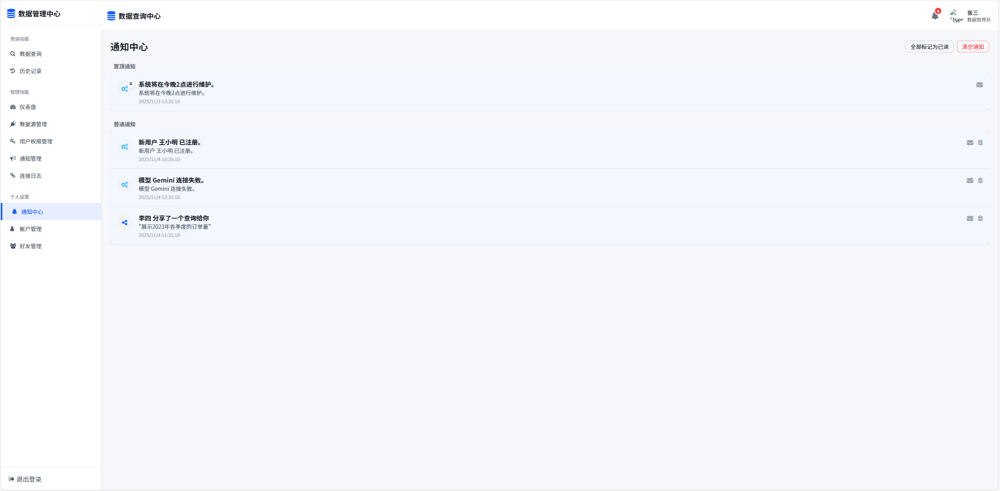 数据管理中心
查询功能
数据查询
历史记录
管理功能
仪表盘
数据源管理
用户权限管理
通知管理
连接日志
个人设置
通知中心
账户管理
好友管理
退出登录
数据查询中心
4
User
张三
数据管理员
通知中心
全部标记为已读
清空通知
置顶通知
系统将在今晚2点进行维护。
系统将在今晚2点进行维护。
2025/11/3 13:31:10
普通通知
新用户 王小明 已注册。
新用户 王小明 已注册。
2025/11/4 13:26:10
模型 Gemini 连接失败。
模型 Gemini 连接失败。
2025/11/4 12:31:10
李四 分享了一个查询给你
"展示2023年各季度的订单量"
2025/11/4 11:31:10